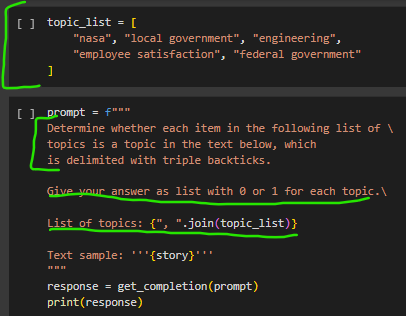 [ ] topic_list = [
"nasa", "local government", "engineering",
"employee satisfaction", "federal government"
]
[ ] prompt = f"""
Determine whether each item in the following list of \
topics is a topic in the text below, which
is delimited with triple backticks.
Give your answer as list with 0 or 1 for each topic.\
List of topics: {", ".join(topic_list)}
Text sample: '''{story}'''
"""
response = get_completion(prompt)
print(response)